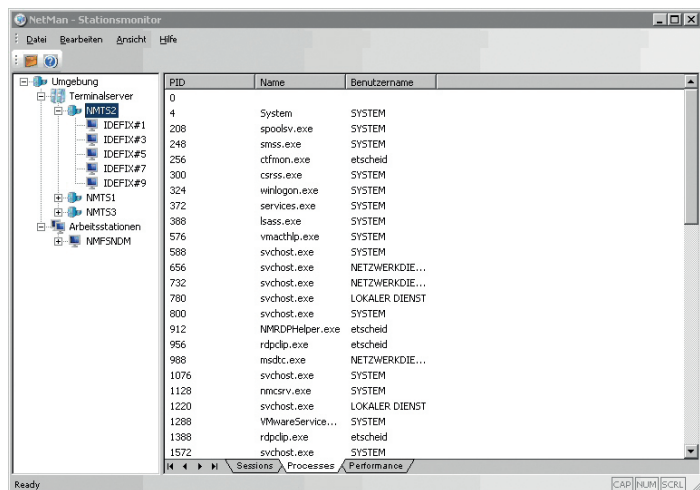 NetMan - Stationsmonitor
Datei Bearbeiten Ansicht Hilfe
Umgebung
Terminalserver
NMTS2
IDEFIX#1
IDEFIX#3
IDEFIX#5
IDEFIX#7
IDEFIX#9
NMTS1
NMTS3
Arbeitsstationen
NMFSNDM
PID Name Benutzername
0
4 System SYSTEM
208 spoolsv.exe SYSTEM
248 smss.exe SYSTEM
256 ctfmon.exe etscheid
300 csrss.exe SYSTEM
324 winlogon.exe SYSTEM
372 services.exe SYSTEM
388 lsass.exe SYSTEM
576 vmacthlp.exe SYSTEM
588 svchost.exe SYSTEM
656 svchost.exe NETZWERKDIE...
732 svchost.exe NETZWERKDIE...
780 svchost.exe LOKALER DIENST
800 svchost.exe SYSTEM
912 NMRDPHelper.exe etscheid
956 rdpclip.exe etscheid
988 msdtc.exe NETZWERKDIE...
1076 svchost.exe SYSTEM
1128 nmcsrv.exe SYSTEM
1220 svchost.exe LOKALER DIENST
1288 VMwareService... SYSTEM
1388 rdpclip.exe etscheid
1572 svchost.exe SYSTEM
Sessions Processes Performance
Ready CAP NUM SCRL